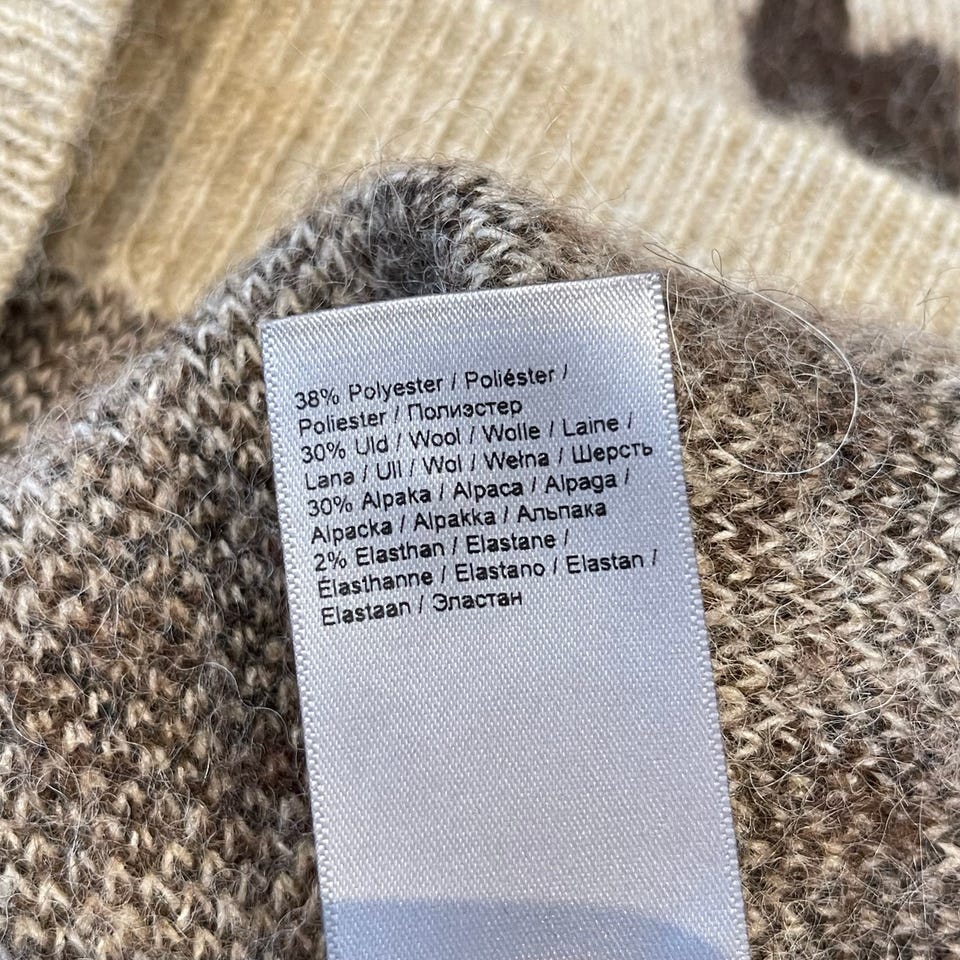 38% Polyester / Poliéster /
Poliester / Полиэстер
30% Uld / Wool / Wolle / Laine /
Lana / Ull / Wol / Wełna / Шерсть
30% Alpaka / Alpaca / Alpaga /
Alpacka / Alpakka / Альпака
2% Elasthan / Elastane /
Élasthanne / Elastano / Elastan /
Elastaan / Эластан